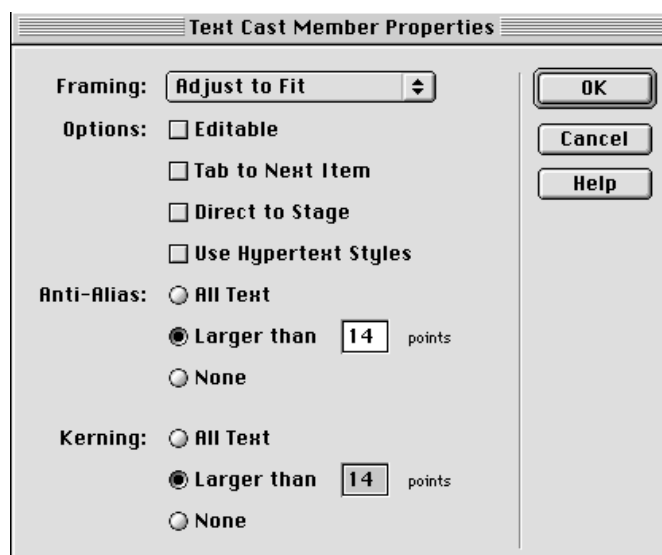 Text Cast Member Properties
Framing: Adjust to Fit
OK
Options: Editable
Cancel
Tab to Next Item
Help
Direct to Stage
Use Hypertext Styles
Anti-Alias: All Text
Larger than 14 points
None
Kerning: All Text
Larger than 14 points
None